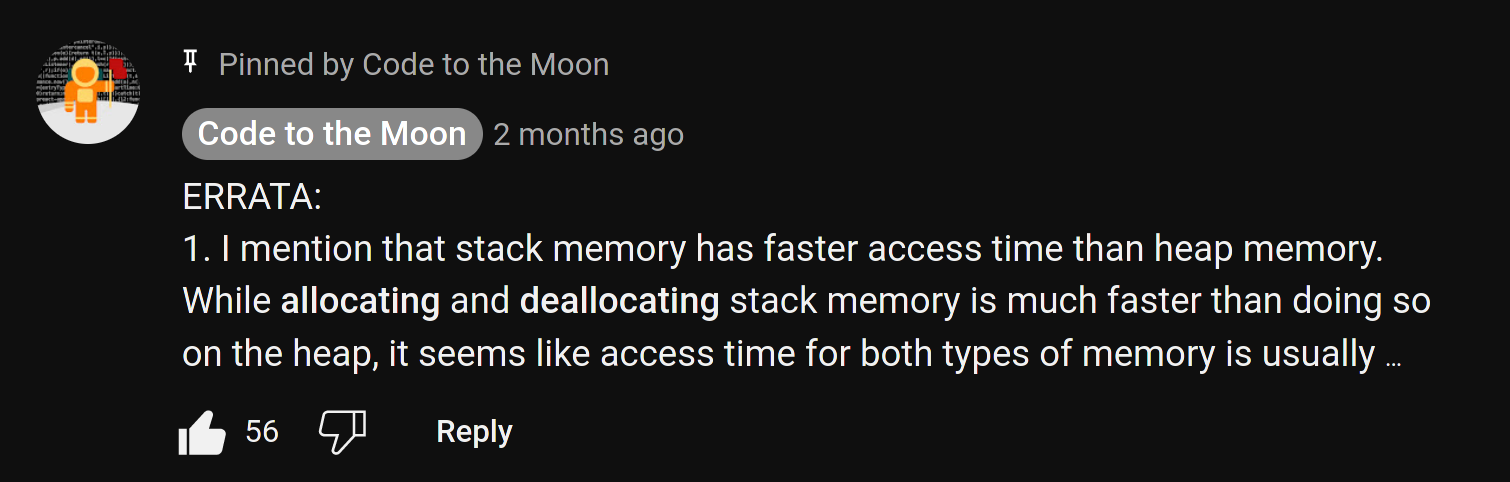 Pinned by Code to the Moon
Code to the Moon 2 months ago
ERRATA:
1. I mention that stack memory has faster access time than heap memory.
While allocating and deallocating stack memory is much faster than doing so
on the heap, it seems like access time for both types of memory is usually ...
56 Reply